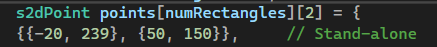 s2dPoint points[numRectangles][2] = {
{{-20, 239}, {50, 150}},     // Stand-alone